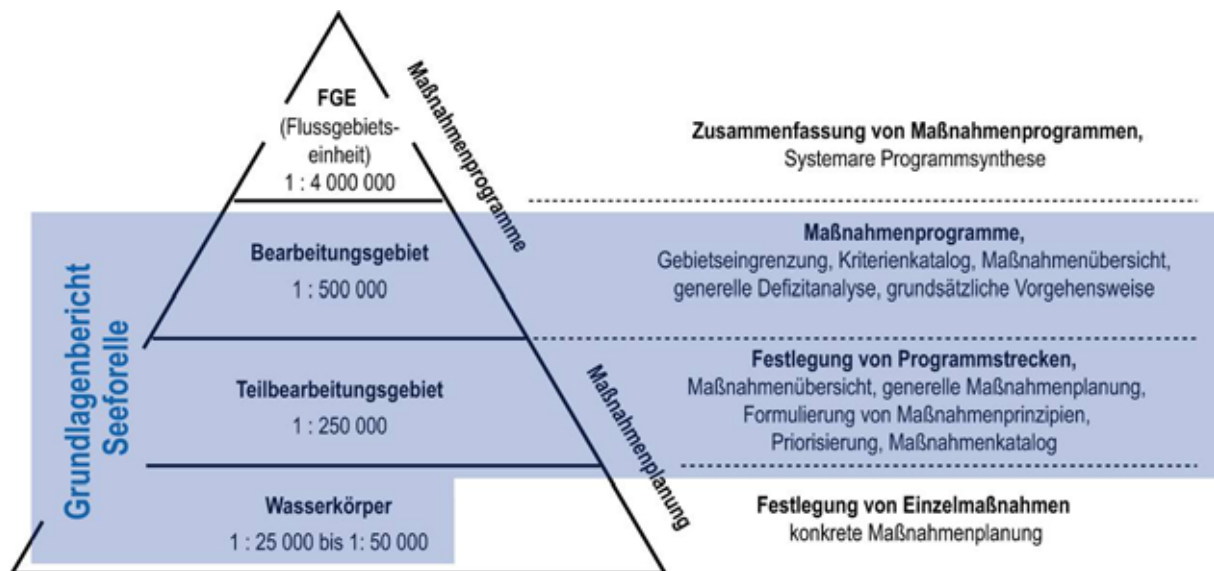 FGE
(Flussgebiets-
einheit)
1 : 4 000 000
Maßnahmenprogramme
Zusammenfassung von Maßnahmenprogrammen,
Systemare Programmsynthese
Grundlagenbericht
Seeforelle
Bearbeitungsgebiet
1 : 500 000
Maßnahmenprogramme,
Gebietseingrenzung, Kriterienkatalog, Maßnahmenübersicht,
generelle Defizitanalyse, grundsätzliche Vorgehensweise
Teilbearbeitungsgebiet
1 : 250 000
Maßnahmenplanung
Festlegung von Programmstrecken,
Maßnahmenübersicht, generelle Maßnahmenplanung,
Formulierung von Maßnahmenprinzipien,
Priorisierung, Maßnahmenkatalog
Wasserkörper
1 : 25 000 bis 1: 50 000
Festlegung von Einzelmaßnahmen
konkrete Maßnahmenplanung